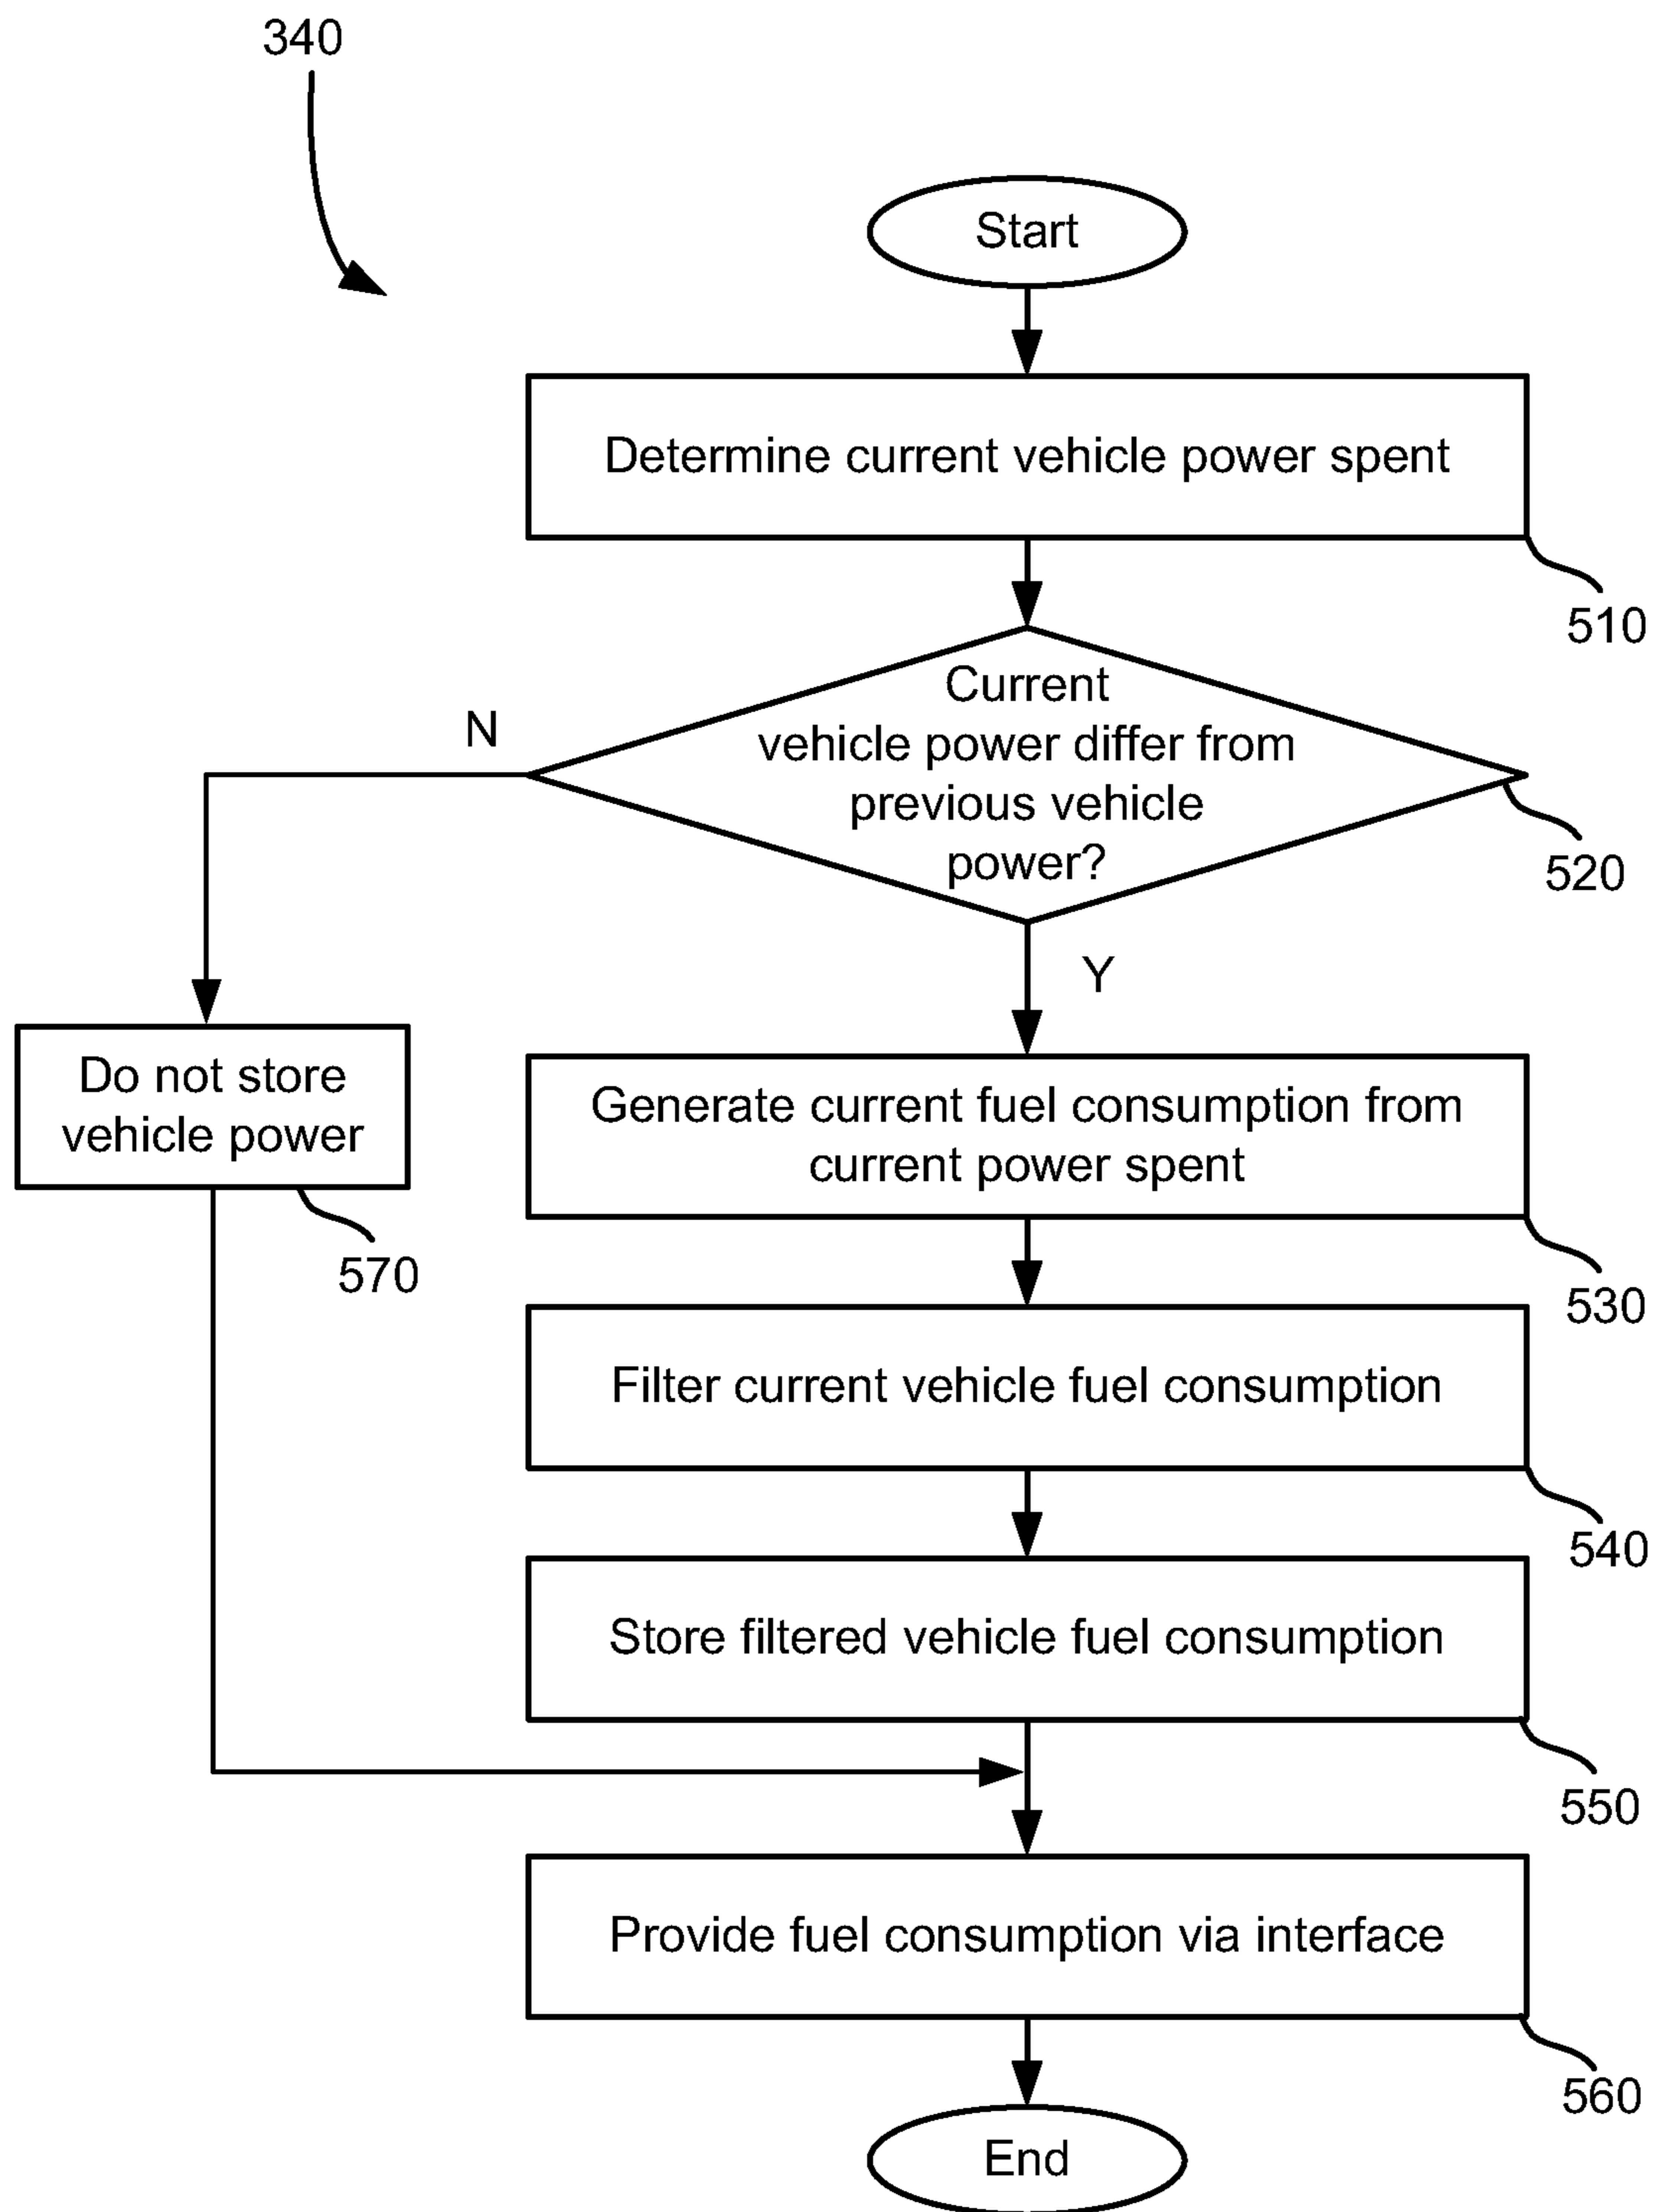 340
Start
Determine current vehicle power spent
510
Current
vehicle power differ from
previous vehicle
power?
520
N
Y
Do not store
vehicle power
570
Generate current fuel consumption from
current power spent
530
Filter current vehicle fuel consumption
540
Store filtered vehicle fuel consumption
550
Provide fuel consumption via interface
560
End